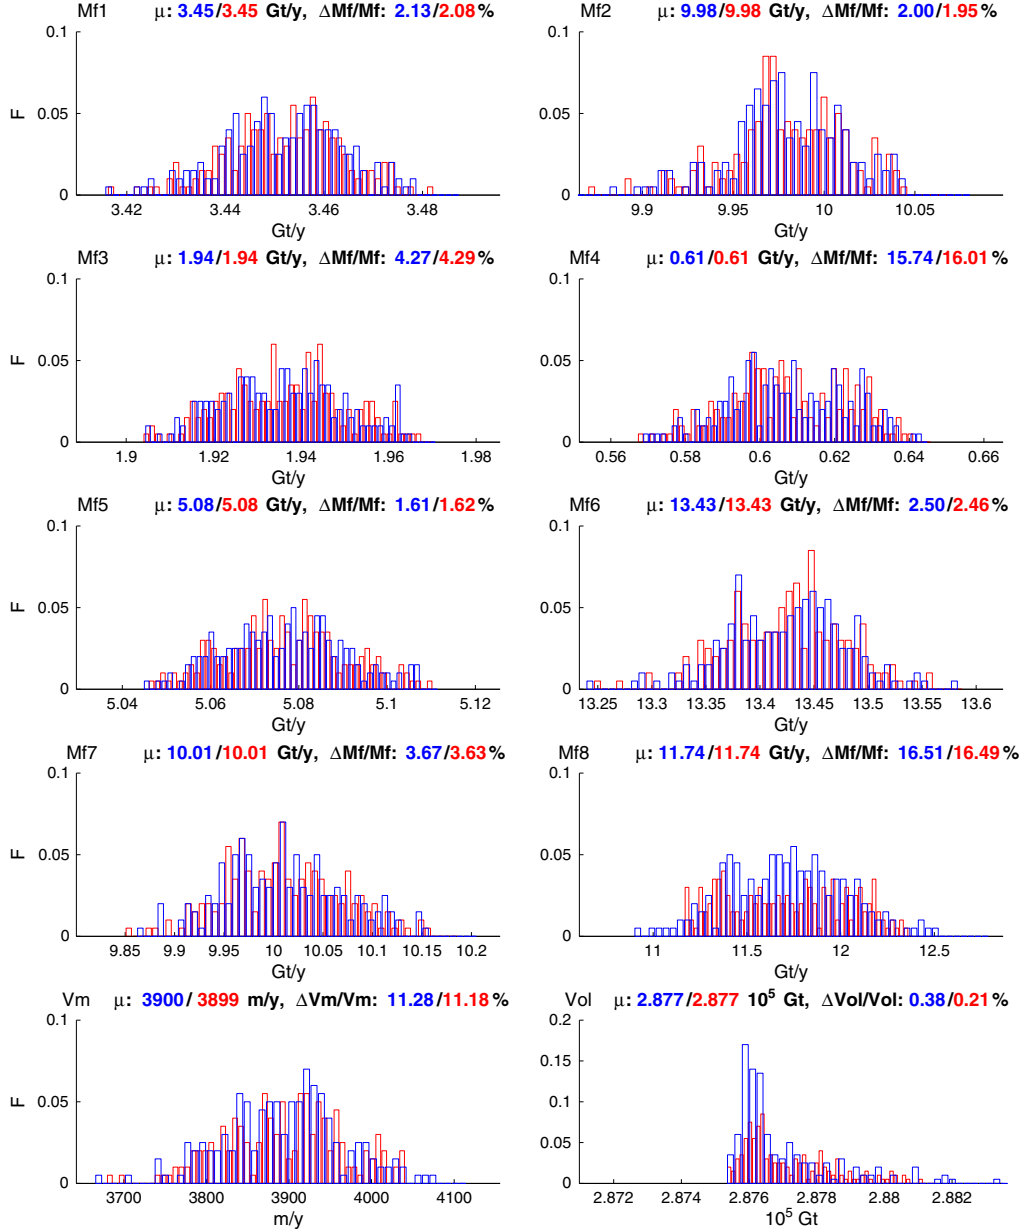 Mf1 μ: 3.45/3.45 Gt/y, ΔMf/Mf: 2.13/2.08%
0.1
0.05
0
F
3.42 3.44 3.46 3.48
Gt/y
Mf2 μ: 9.98/9.98 Gt/y, ΔMf/Mf: 2.00/1.95%
0.1
0.05
0
9.9 9.95 10 10.05
Gt/y
Mf3 μ: 1.94/1.94 Gt/y, ΔMf/Mf: 4.27/4.29%
0.1
0.05
0
F
1.9 1.92 1.94 1.96 1.98
Gt/y
Mf4 μ: 0.61/0.61 Gt/y, ΔMf/Mf: 15.74/16.01%
0.1
0.05
0
0.56 0.58 0.6 0.62 0.64 0.66
Gt/y
Mf5 μ: 5.08/5.08 Gt/y, ΔMf/Mf: 1.61/1.62%
0.1
0.05
0
F
5.04 5.06 5.08 5.1 5.12
Gt/y
Mf6 μ: 13.43/13.43 Gt/y, ΔMf/Mf: 2.50/2.46%
0.1
0.05
0
13.25 13.3 13.35 13.4 13.45 13.5 13.55 13.6
Gt/y
Mf7 μ: 10.01/10.01 Gt/y, ΔMf/Mf: 3.67/3.63%
0.1
0.05
0
F
9.85 9.9 9.95 10 10.05 10.1 10.15 10.2
Gt/y
Mf8 μ: 11.74/11.74 Gt/y, ΔMf/Mf: 16.51/16.49%
0.1
0.05
0
11 11.5 12 12.5
Gt/y
Vm μ: 3900/ 3899 m/y, ΔVm/Vm: 11.28/11.18%
0.1
0.05
0
F
3700 3800 3900 4000 4100
m/y
Vol μ: 2.877/2.877 10⁵ Gt, ΔVol/Vol: 0.38/0.21%
0.2
0.15
0.1
0.05
0
2.872 2.874 2.876 2.878 2.88 2.882
10⁵ Gt